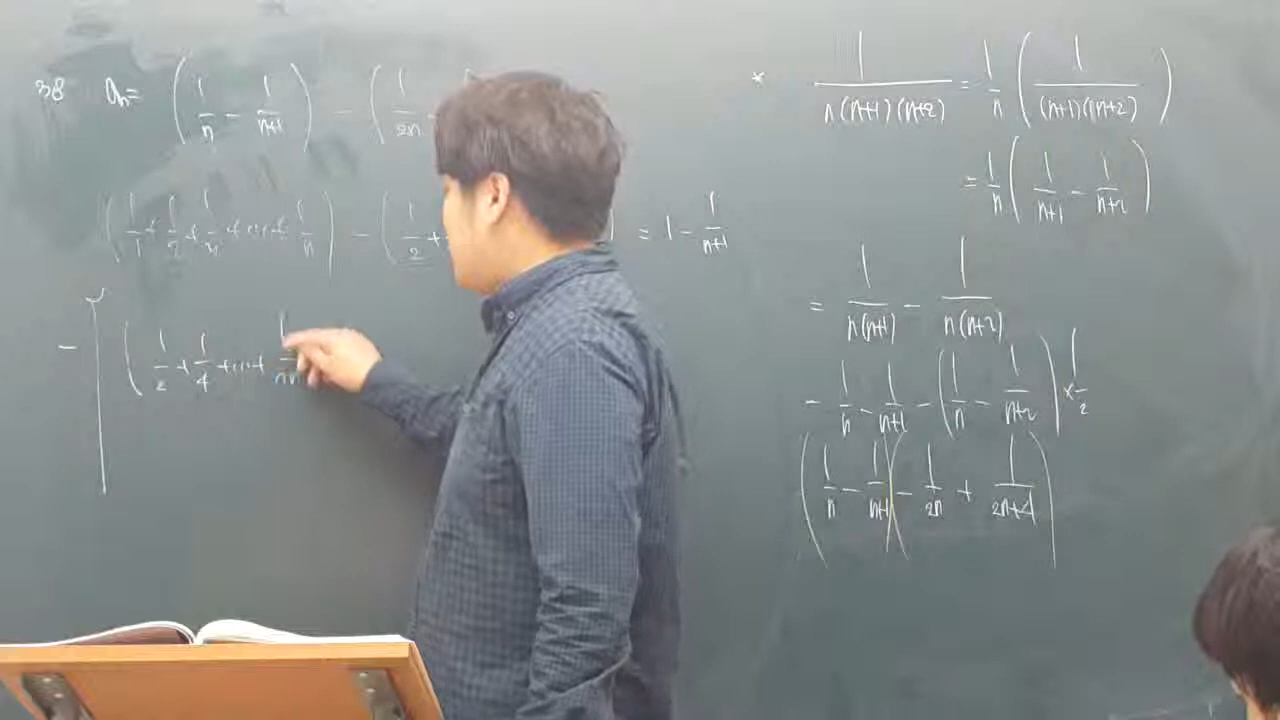 38 aₙ = (1/n - 1/(n+1)) - (1/2n -
(1/1 + 1/2 + 1/3 + ... + 1/n) - (1/2 + = 1 - 1/(n+1)
- { (1/2 + 1/4 + ... +
* 1/(n(n+1)(n+2)) = 1/n (1/((n+1)(n+2)))
= 1/n (1/(n+1) - 1/(n+2))
= 1/(n(n+1)) - 1/(n(n+2))
- 1/n - 1/(n+1) - (1/n - 1/(n+2)) × 1/2
(1/n - 1/(n+1)) (- 1/2n + 1/(2n+4))